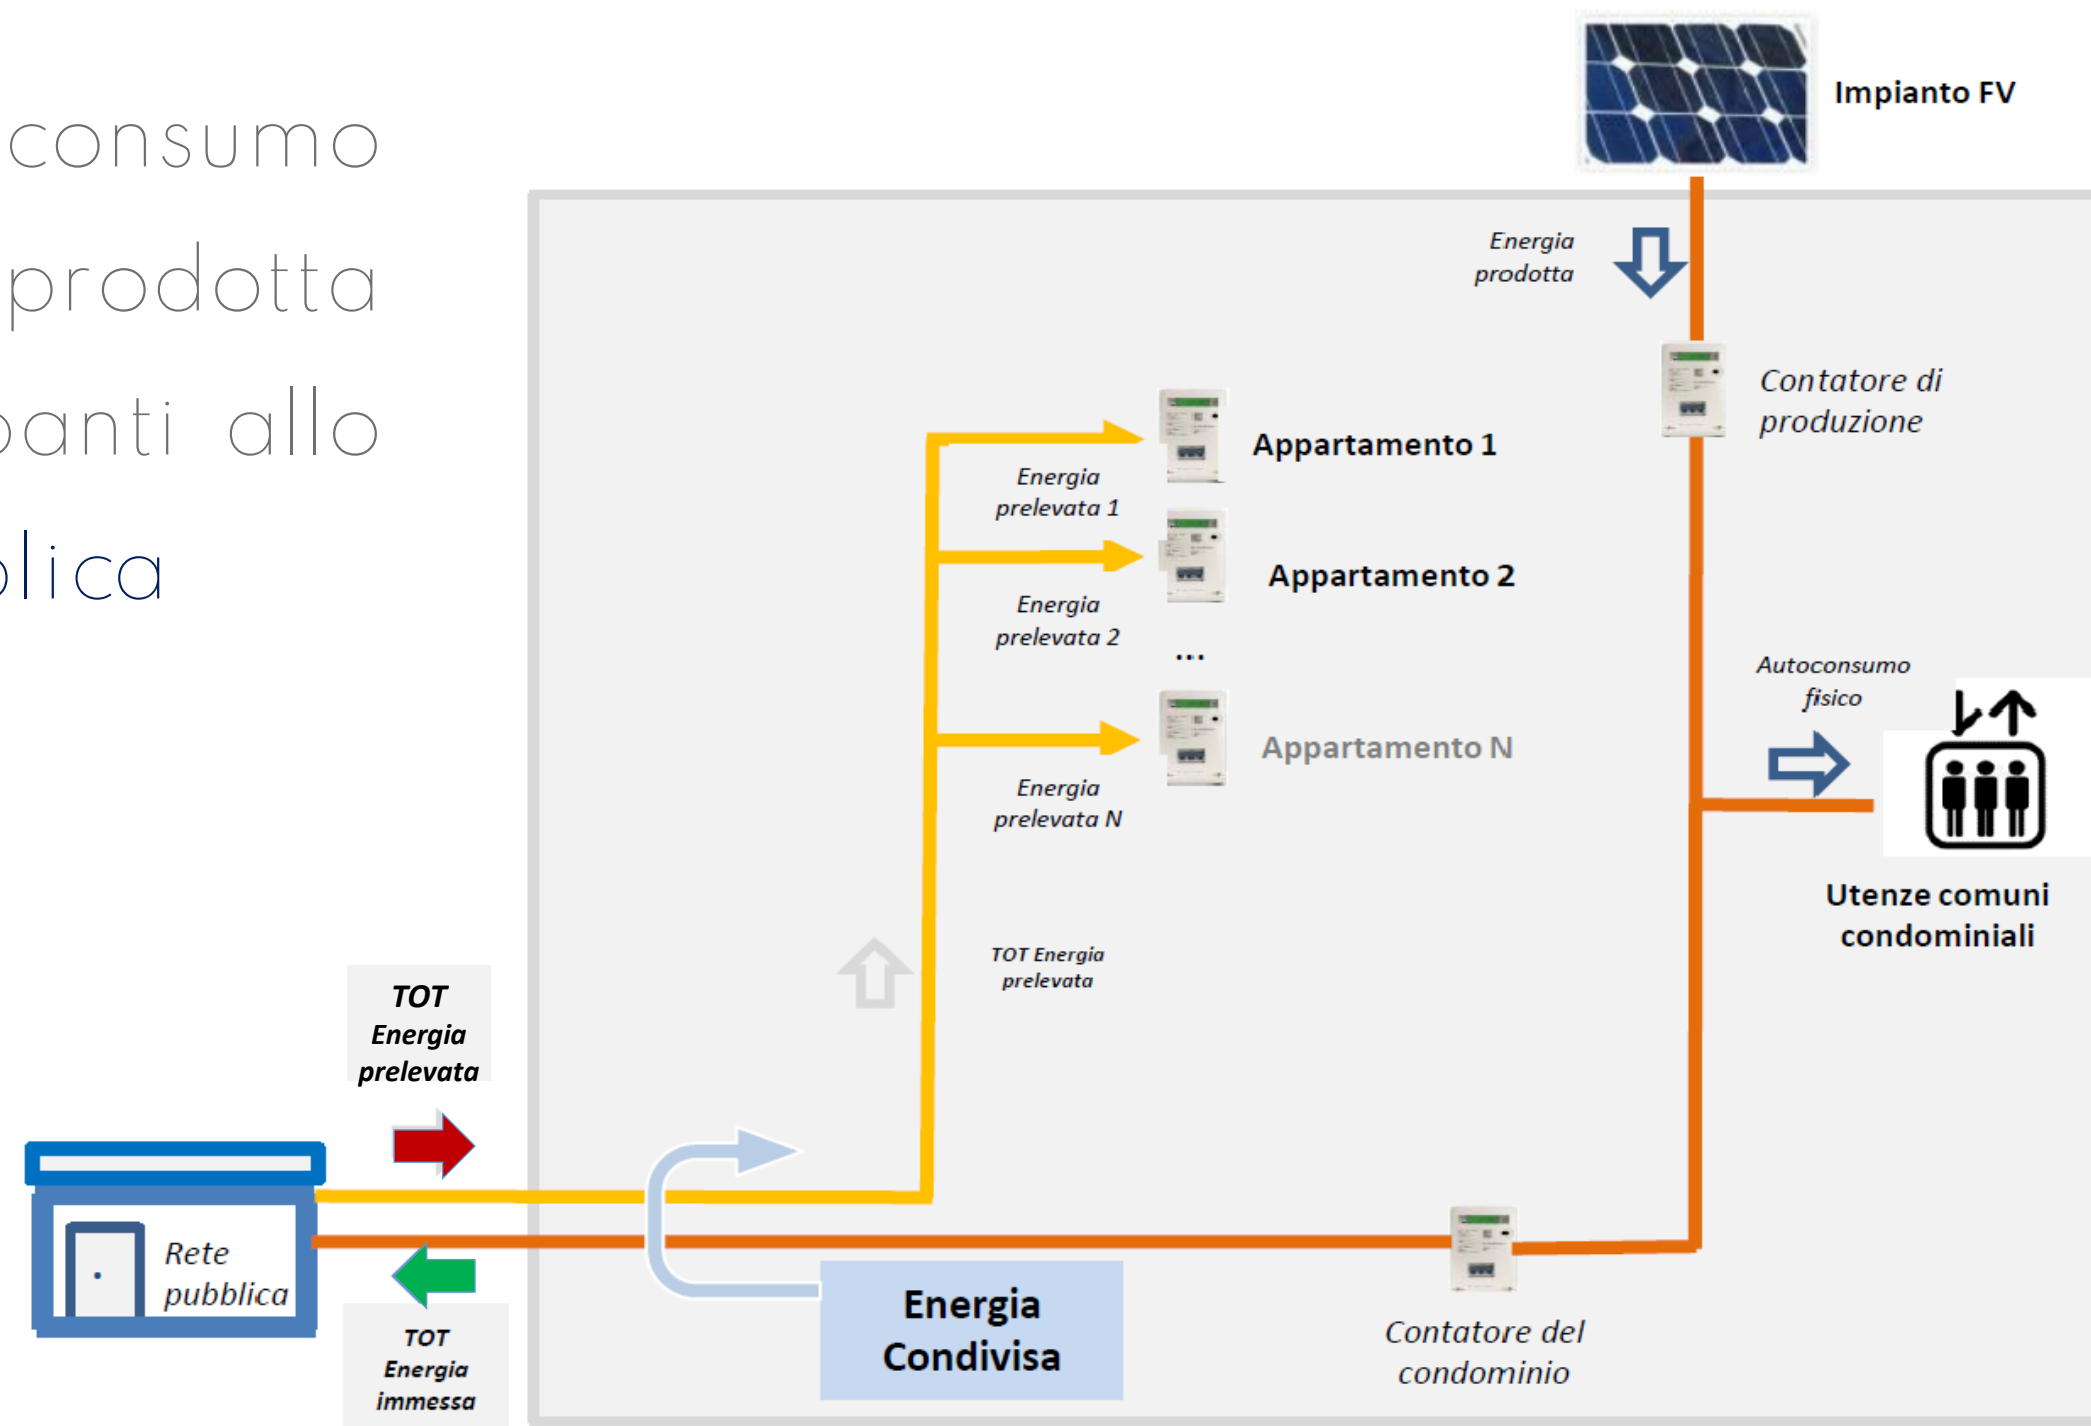 consumo
prodotta
panti allo
blica
Impianto FV
Energia
prodotta
Contatore di
produzione
Appartamento 1
Energia
prelevata 1
Appartamento 2
Energia
prelevata 2
...
Appartamento N
Energia
prelevata N
Autoconsumo
fisico
Utenze comuni
condominiali
TOT Energia
prelevata
TOT
Energia
prelevata
Rete
pubblica
TOT
Energia
immessa
Energia
Condivisa
Contatore del
condominio